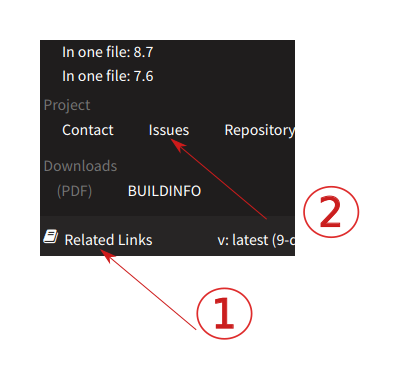 In one file: 8.7
In one file: 7.6
Project
Contact Issues Repository
Downloads
(PDF) BUILDINFO
2
Related Links v: latest (9-
1